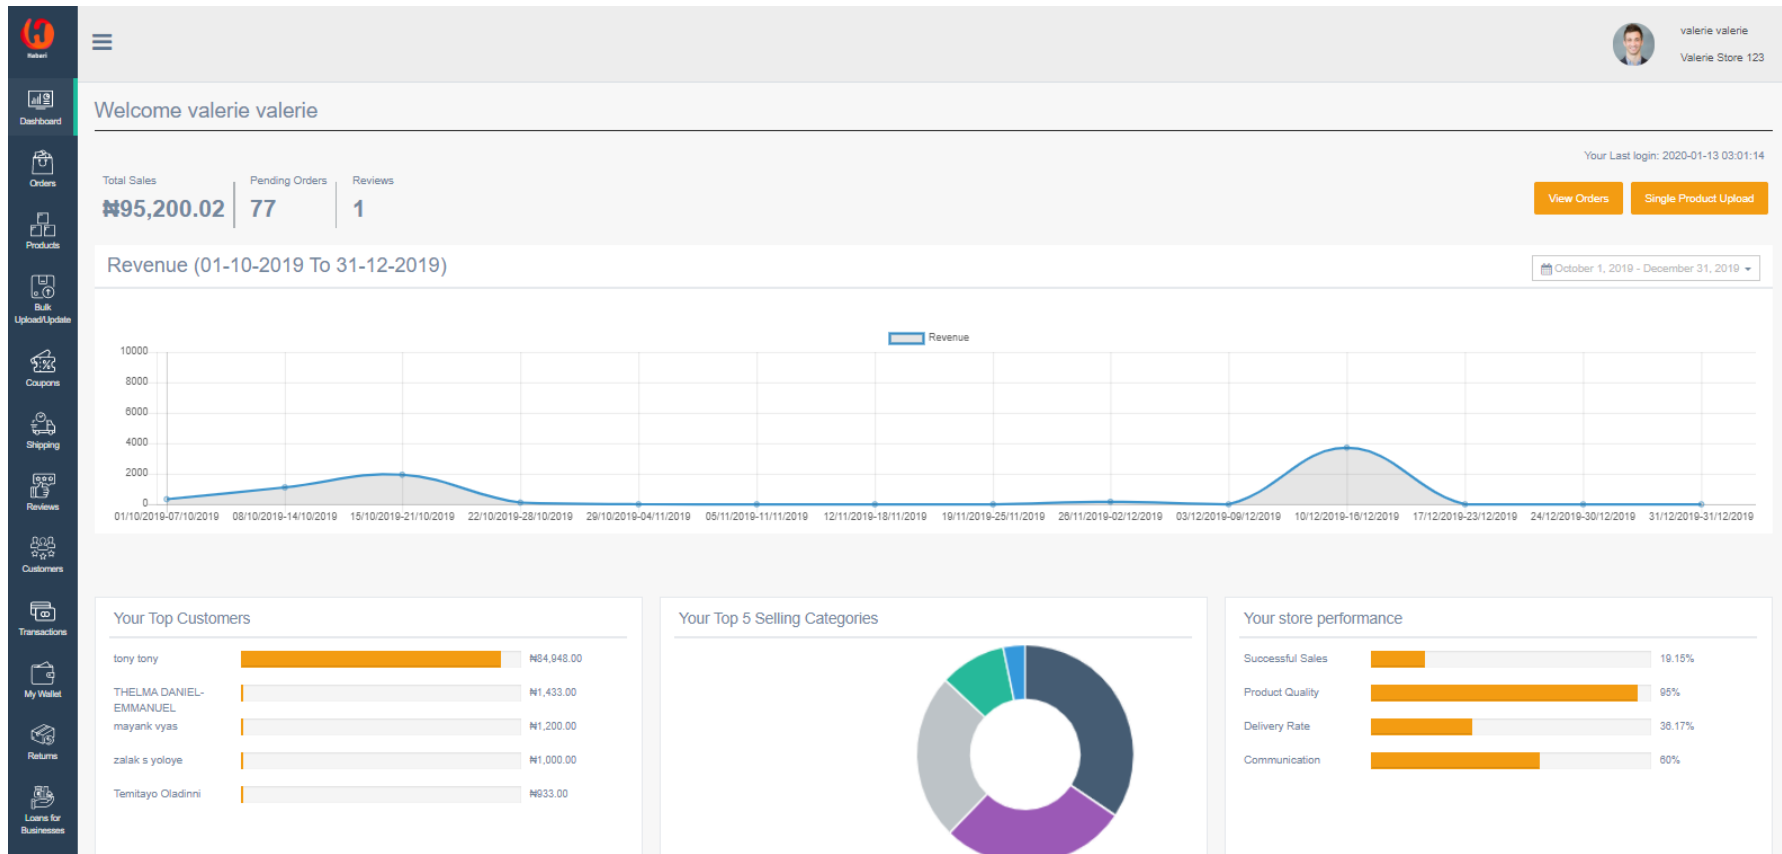 Habari
valerie valerie
Valerie Store 123
Dashboard
Orders
Products
Bulk
Upload/Update
Coupons
Shipping
Reviews
Customers
Transactions
My Wallet
Returns
Loans for
Businesses
Welcome valerie valerie
Your Last login: 2020-01-13 03:01:14
Total Sales
₦95,200.02
Pending Orders
77
Reviews
1
View Orders
Single Product Upload
Revenue (01-10-2019 To 31-12-2019)
October 1, 2019 - December 31, 2019
Revenue
10000
8000
6000
4000
2000
0
01/10/2019-07/10/2019 08/10/2019-14/10/2019 15/10/2019-21/10/2019 22/10/2019-28/10/2019 29/10/2019-04/11/2019 05/11/2019-11/11/2019 12/11/2019-18/11/2019 19/11/2019-25/11/2019 26/11/2019-02/12/2019 03/12/2019-09/12/2019 10/12/2019-16/12/2019 17/12/2019-23/12/2019 24/12/2019-30/12/2019 31/12/2019-31/12/2019
Your Top Customers
tony tony ₦84,948.00
THELMA DANIEL- ₦1,433.00
EMMANUEL
mayank vyas ₦1,200.00
zalak s yoloye ₦1,000.00
Temitayo Oladinni ₦933.00
Your Top 5 Selling Categories
Your store performance
Successful Sales 19.15%
Product Quality 95%
Delivery Rate 36.17%
Communication 60%